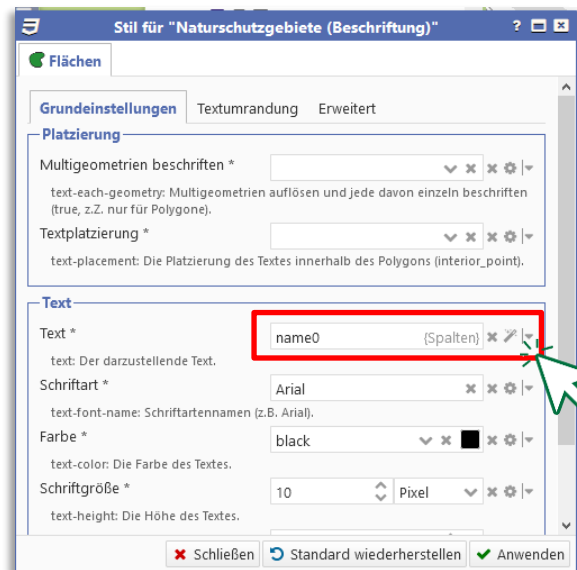 Stil für "Naturschutzgebiete (Beschriftung)" ?
Flächen
Grundeinstellungen Textumrandung Erweitert
Platzierung
Multigeometrien beschriften *
text-each-geometry: Multigeometrien auflösen und jede davon einzeln beschriften
(true, z.Z. nur für Polygone).
Textplatzierung *
text-placement: Die Platzierung des Textes innerhalb des Polygons (interior_point).
Text
Text * name0 {Spalten}
text: Der darzustellende Text.
Schriftart * Arial
text-font-name: Schriftartennamen (z.B. Arial).
Farbe * black
text-color: Die Farbe des Textes.
Schriftgröße * 10 Pixel
text-height: Die Höhe des Textes.
Schließen Standard wiederherstellen Anwenden